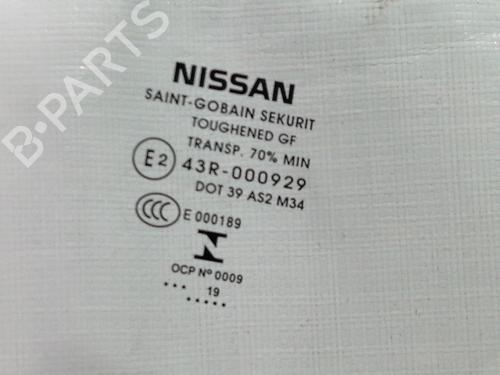 B-PARTS
NISSAN
SAINT-GOBAIN SEKURIT
TOUGHENED GF
TRANSP. 70% MIN
E2 43R-000929
DOT 39 AS2 M34
CCC E 000189
N
OCP Nº 0009
... 19 .....